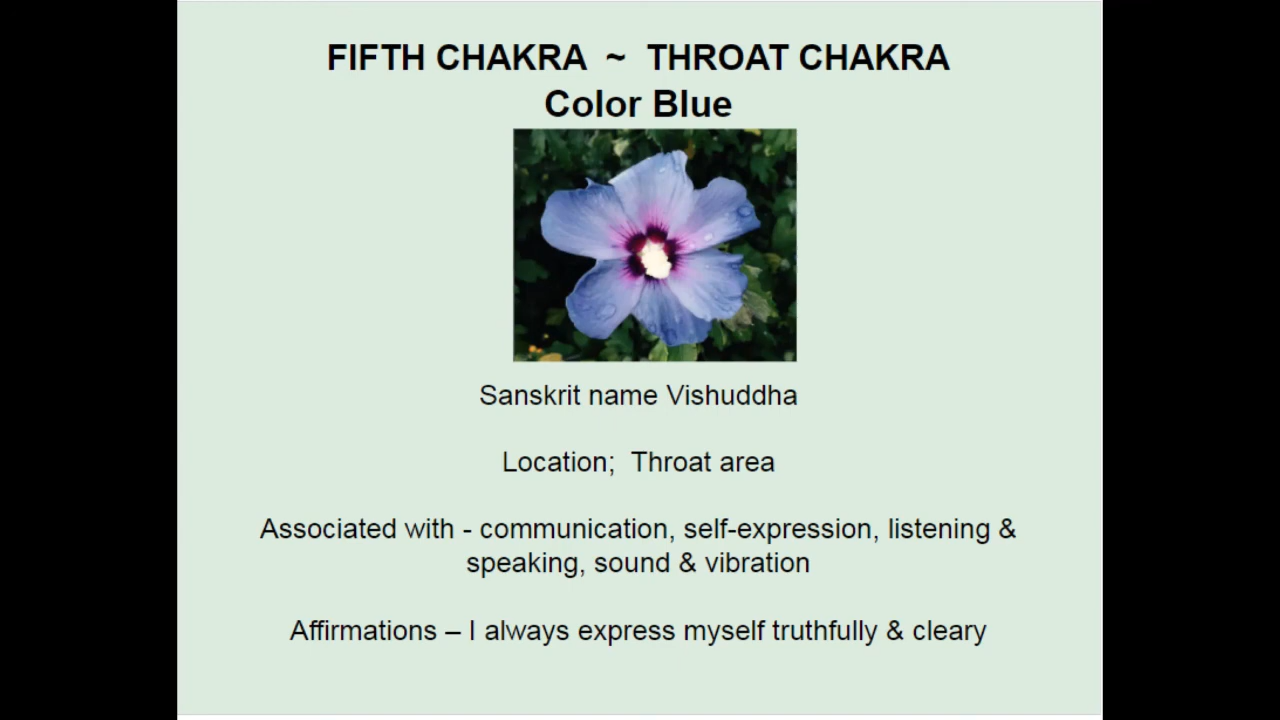 FIFTH CHAKRA ~ THROAT CHAKRA
Color Blue
Sanskrit name Vishuddha
Location; Throat area
Associated with - communication, self-expression, listening &
speaking, sound & vibration
Affirmations – I always express myself truthfully & cleary